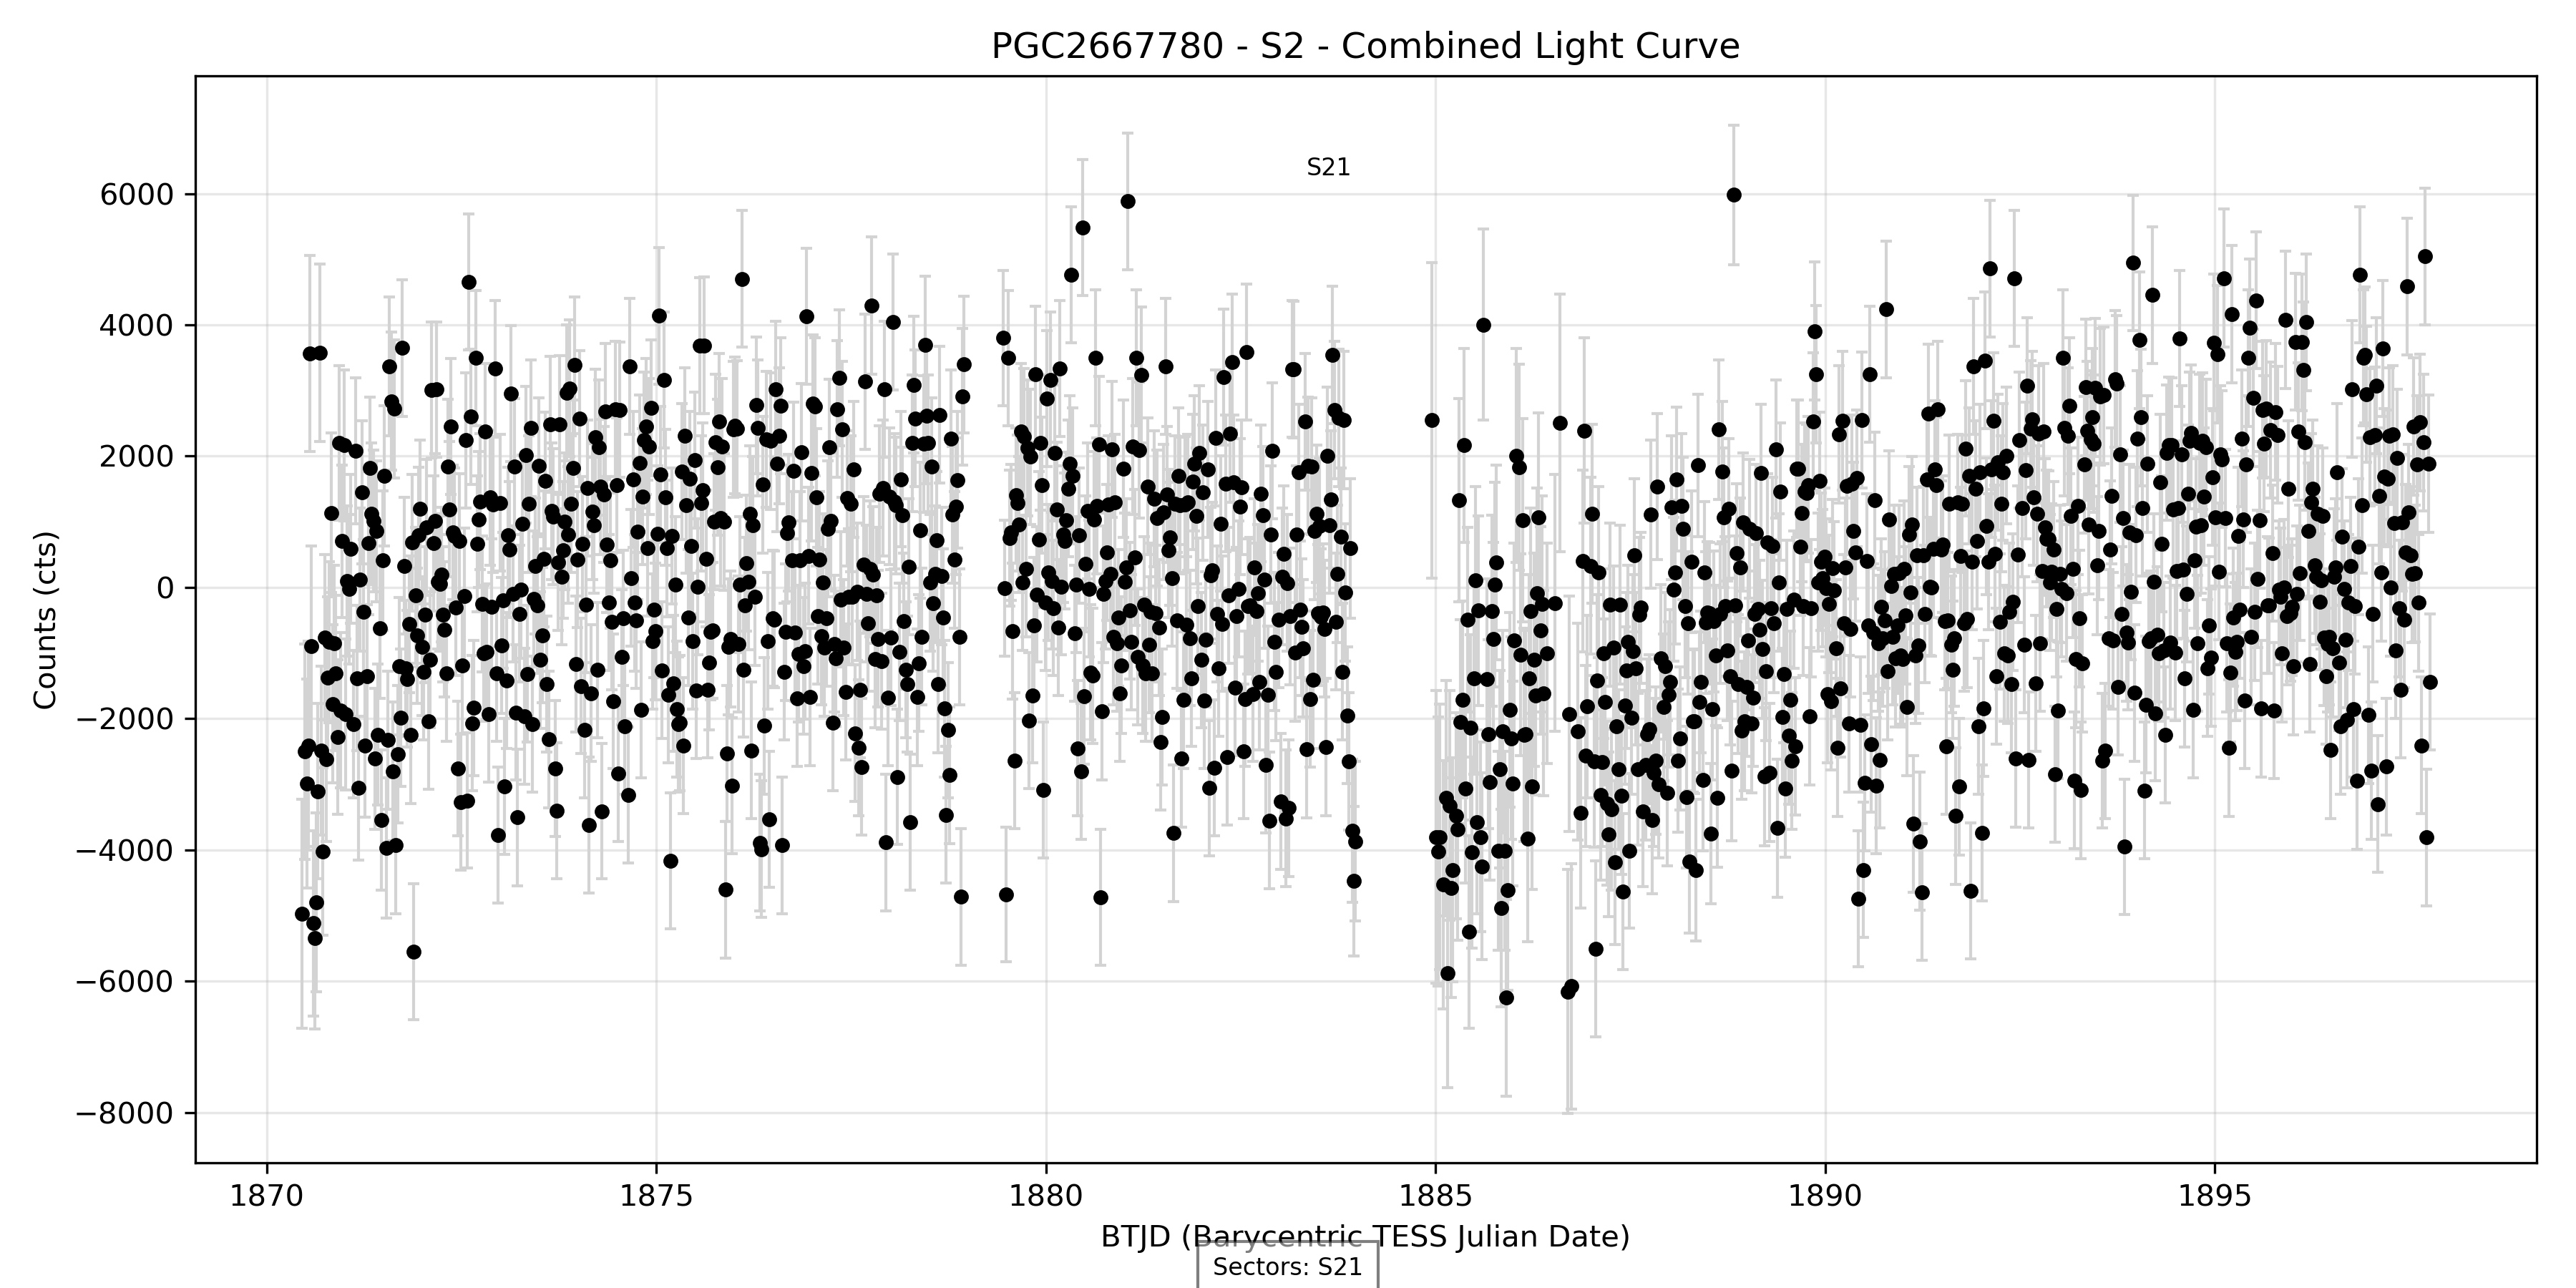 PGC2667780 - S2 - Combined Light Curve
S21
Counts (cts)
6000
4000
2000
0
−2000
−4000
−6000
−8000
1870 1875 1880 1885 1890 1895
BTJD (Barycentric TESS Julian Date)
Sectors: S21